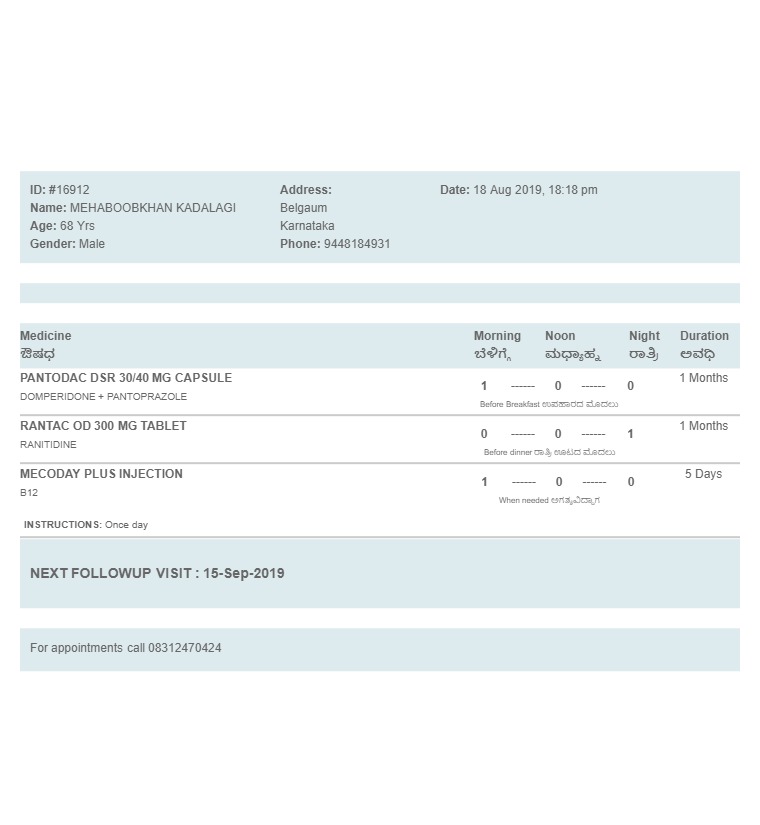 ID: #16912
Name: MEHABOOBKHAN KADALAGI
Age: 68 Yrs
Gender: Male
Address:
Belgaum
Karnataka
Phone: 9448184931
Date: 18 Aug 2019, 18:18 pm
Medicine Morning Noon Night Duration
ಔಷಧ ಬೆಳಿಗ್ಗೆ ಮಧ್ಯಾಹ್ನ ರಾತ್ರಿ ಅವಧಿ
PANTODAC DSR 30/40 MG CAPSULE 1 ------ 0 ------ 0 1 Months
DOMPERIDONE + PANTOPRAZOLE
Before Breakfast ಉಪಹಾರದ ಮೊದಲು
RANTAC OD 300 MG TABLET 0 ------ 0 ------ 1 1 Months
RANITIDINE
Before dinner ರಾತ್ರಿ ಊಟದ ಮೊದಲು
MECODAY PLUS INJECTION 1 ------ 0 ------ 0 5 Days
B12
When needed ಅಗತ್ಯವಿದ್ದಾಗ
INSTRUCTIONS: Once day
NEXT FOLLOWUP VISIT : 15-Sep-2019
For appointments call 08312470424